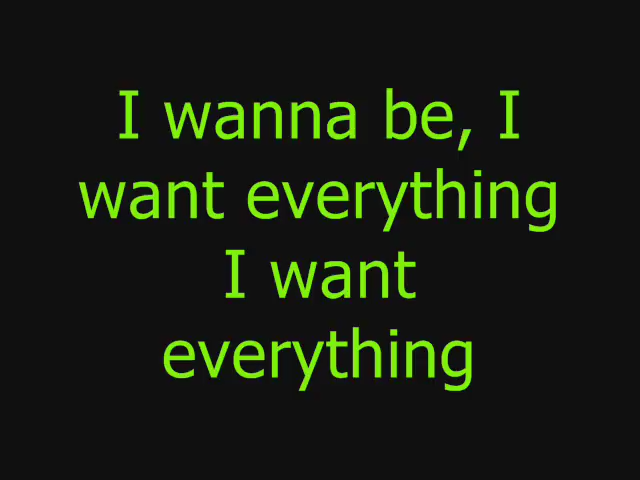 I wanna be, I
want everything
I want
everything